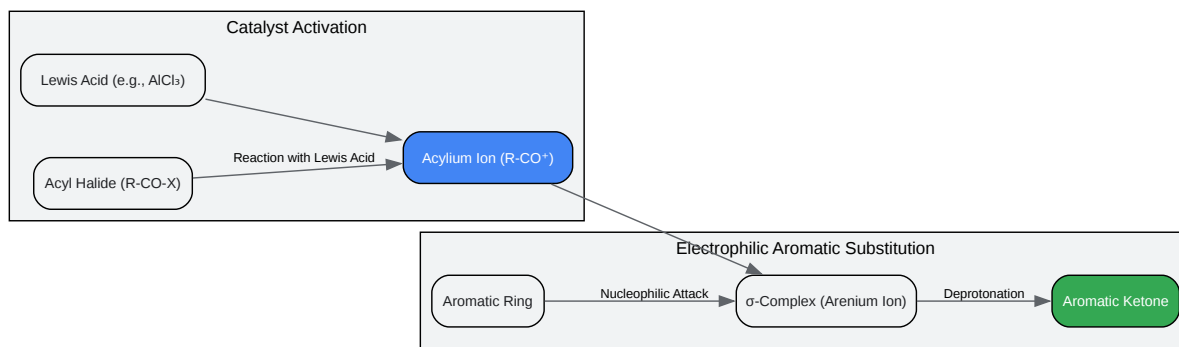 Catalyst Activation
Lewis Acid (e.g., AlCl₃)
Reaction with Lewis Acid
Acylium Ion (R-CO⁺)
Acyl Halide (R-CO-X)
Electrophilic Aromatic Substitution
Aromatic Ring
Nucleophilic Attack
σ-Complex (Arenium Ion)
Deprotonation
Aromatic Ketone